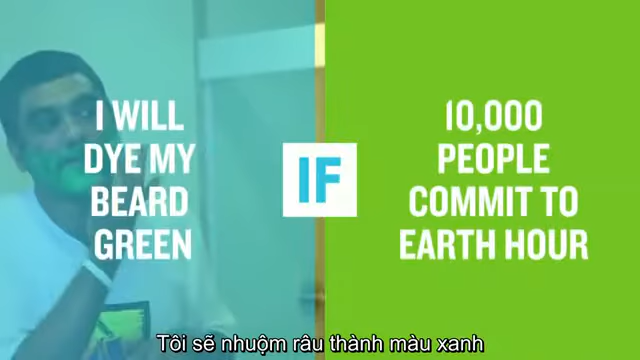 I WILL
DYE MY
BEARD
GREEN
IF
10,000
PEOPLE
COMMIT TO
EARTH HOUR
Tôi sẽ nhuộm râu thành màu xanh